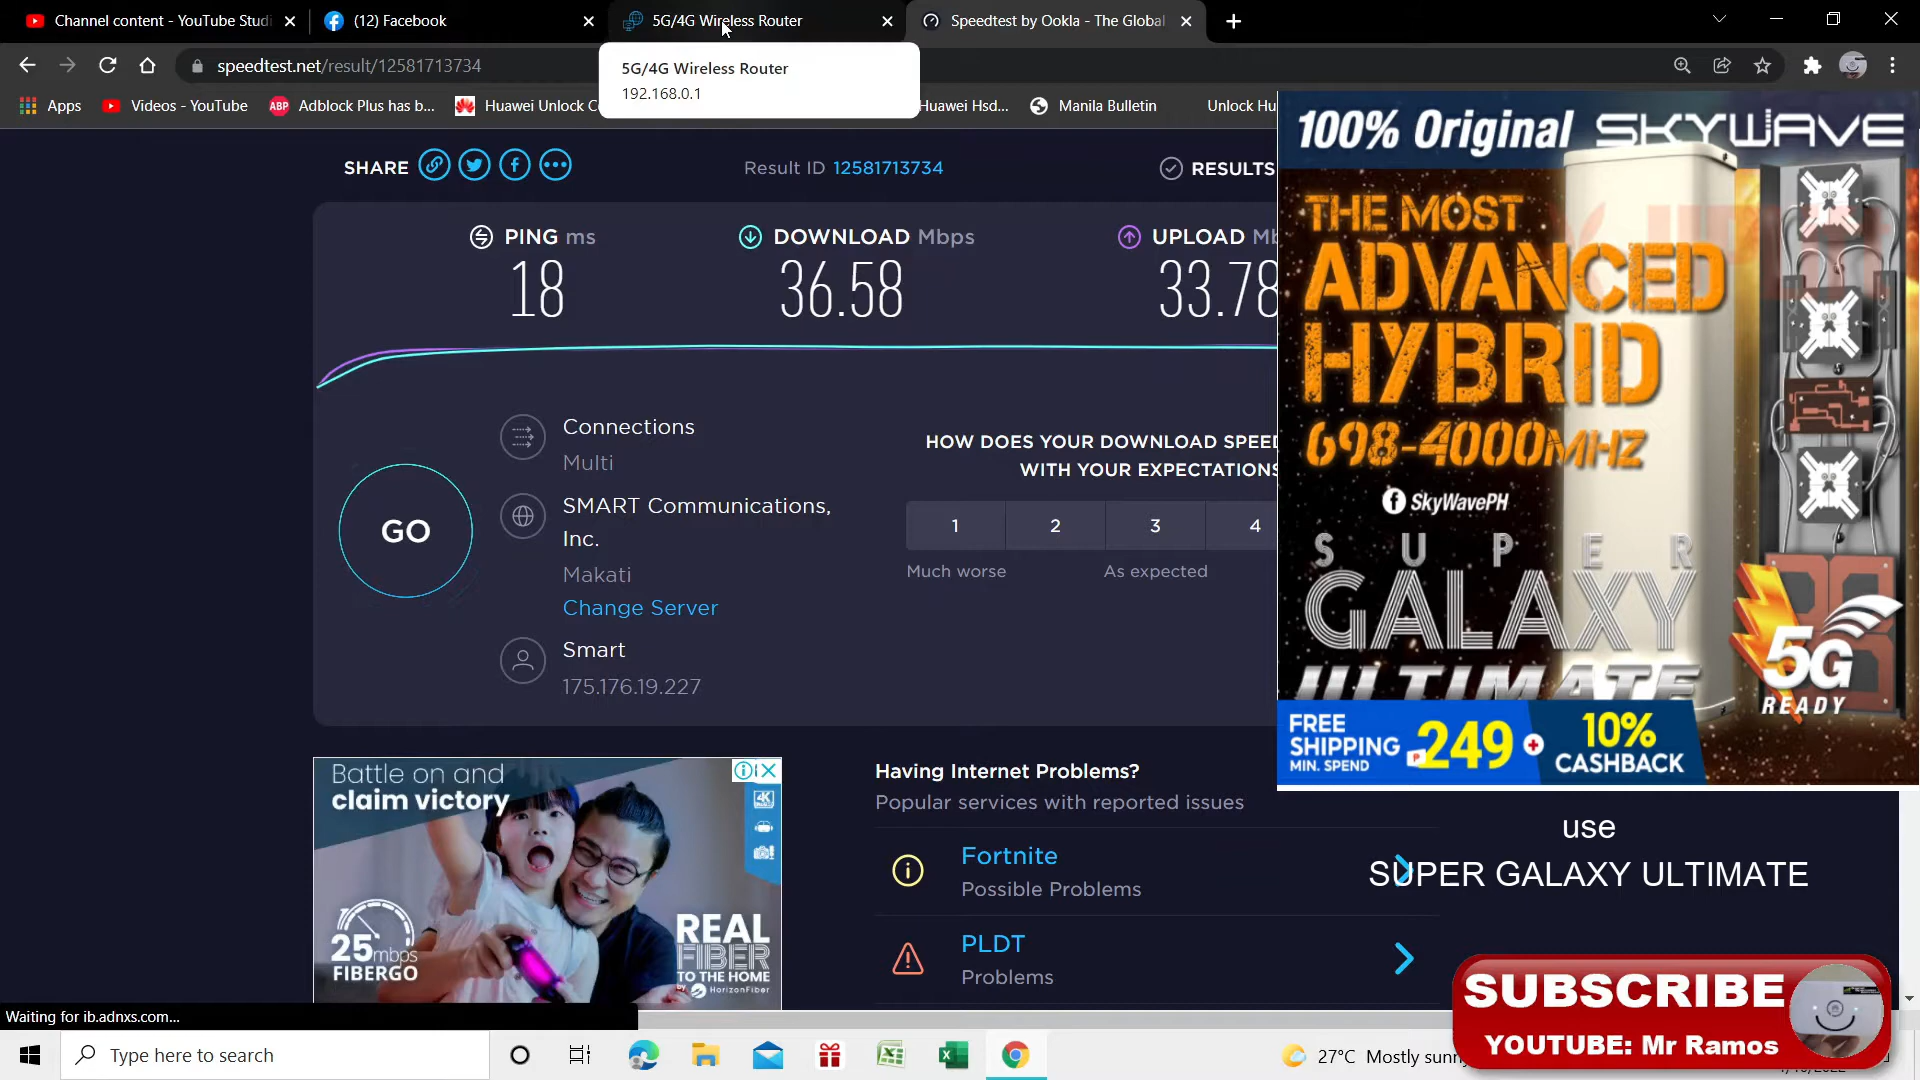 Channel content - YouTube Studi
(12) Facebook
5G/4G Wireless Router
Speedtest by Ookla - The Global
speedtest.net/result/12581713734
5G/4G Wireless Router
192.168.0.1
Apps
Videos - YouTube
ABP
Adblock Plus has b...
Huawei Unlock C
Huawei Hsd...
Manila Bulletin
Unlock Hu
SHARE
Result ID 12581713734
RESULTS
PING ms
18
DOWNLOAD Mbps
36.58
UPLOAD Mb
33.78
GO
Connections
Multi
SMART Communications,
Inc.
Makati
Change Server
Smart
175.176.19.227
HOW DOES YOUR DOWNLOAD SPEED
WITH YOUR EXPECTATIONS
1 2 3 4
Much worse As expected
100% Original SKYWAVE
THE MOST
ADVANCED
HYBRID
698-4000MHZ
SkyWavePH
SUPER
GALAXY
ULTIMATE
5G
READY
FREE
SHIPPING
MIN. SPEND
₱249
10%
CASHBACK
Battle on and
claim victory
4K
25mbps
FIBERGO
REAL
FIBER
TO THE HOME
by HorizonFiber
Having Internet Problems?
Popular services with reported issues
Fortnite
Possible Problems
PLDT
Problems
use
SUPER GALAXY ULTIMATE
SUBSCRIBE
YOUTUBE: Mr Ramos
Waiting for ib.adnxs.com...
Type here to search
27°C Mostly sunn